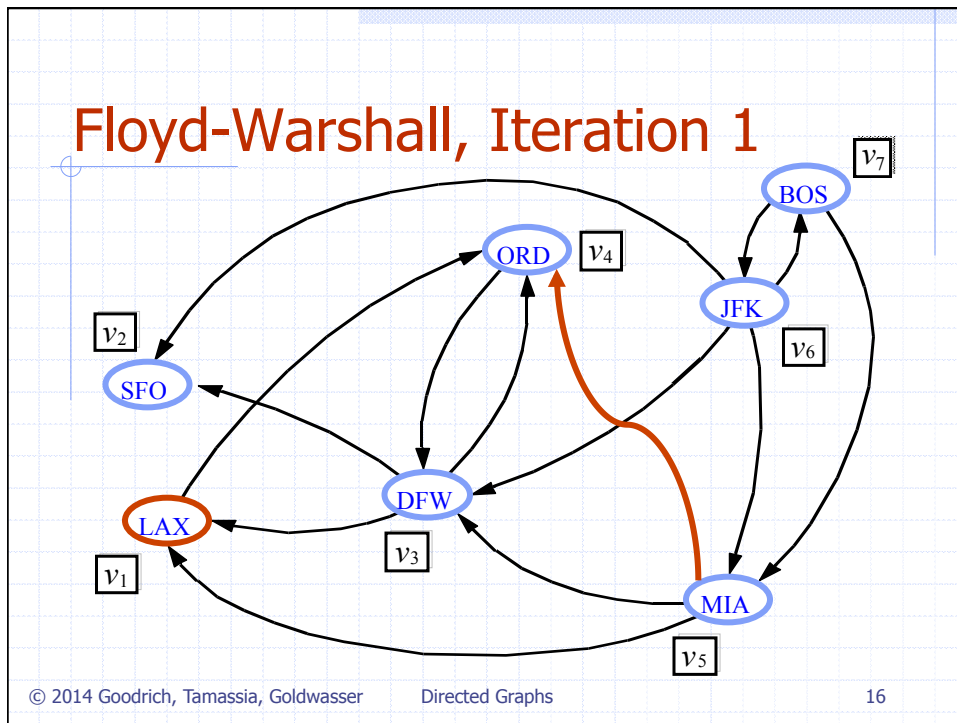 Floyd-Warshall, Iteration 1
v7
BOS
ORD
v4
JFK
v2
v6
SFO
DFW
LAX
v3
v1
MIA
v5
© 2014 Goodrich, Tamassia, Goldwasser Directed Graphs 16